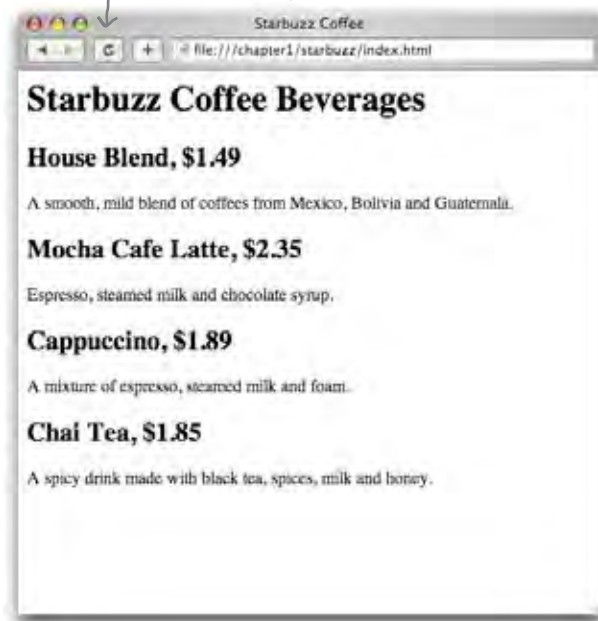 Starbuzz Coffee
file:///chapter1/starbuzz/index.html
Starbuzz Coffee Beverages
House Blend, $1.49
A smooth, mild blend of coffees from Mexico, Bolivia and Guatemala.
Mocha Cafe Latte, $2.35
Espresso, steamed milk and chocolate syrup.
Cappuccino, $1.89
A mixture of espresso, steamed milk and foam.
Chai Tea, $1.85
A spicy drink made with black tea, spices, milk and honey.